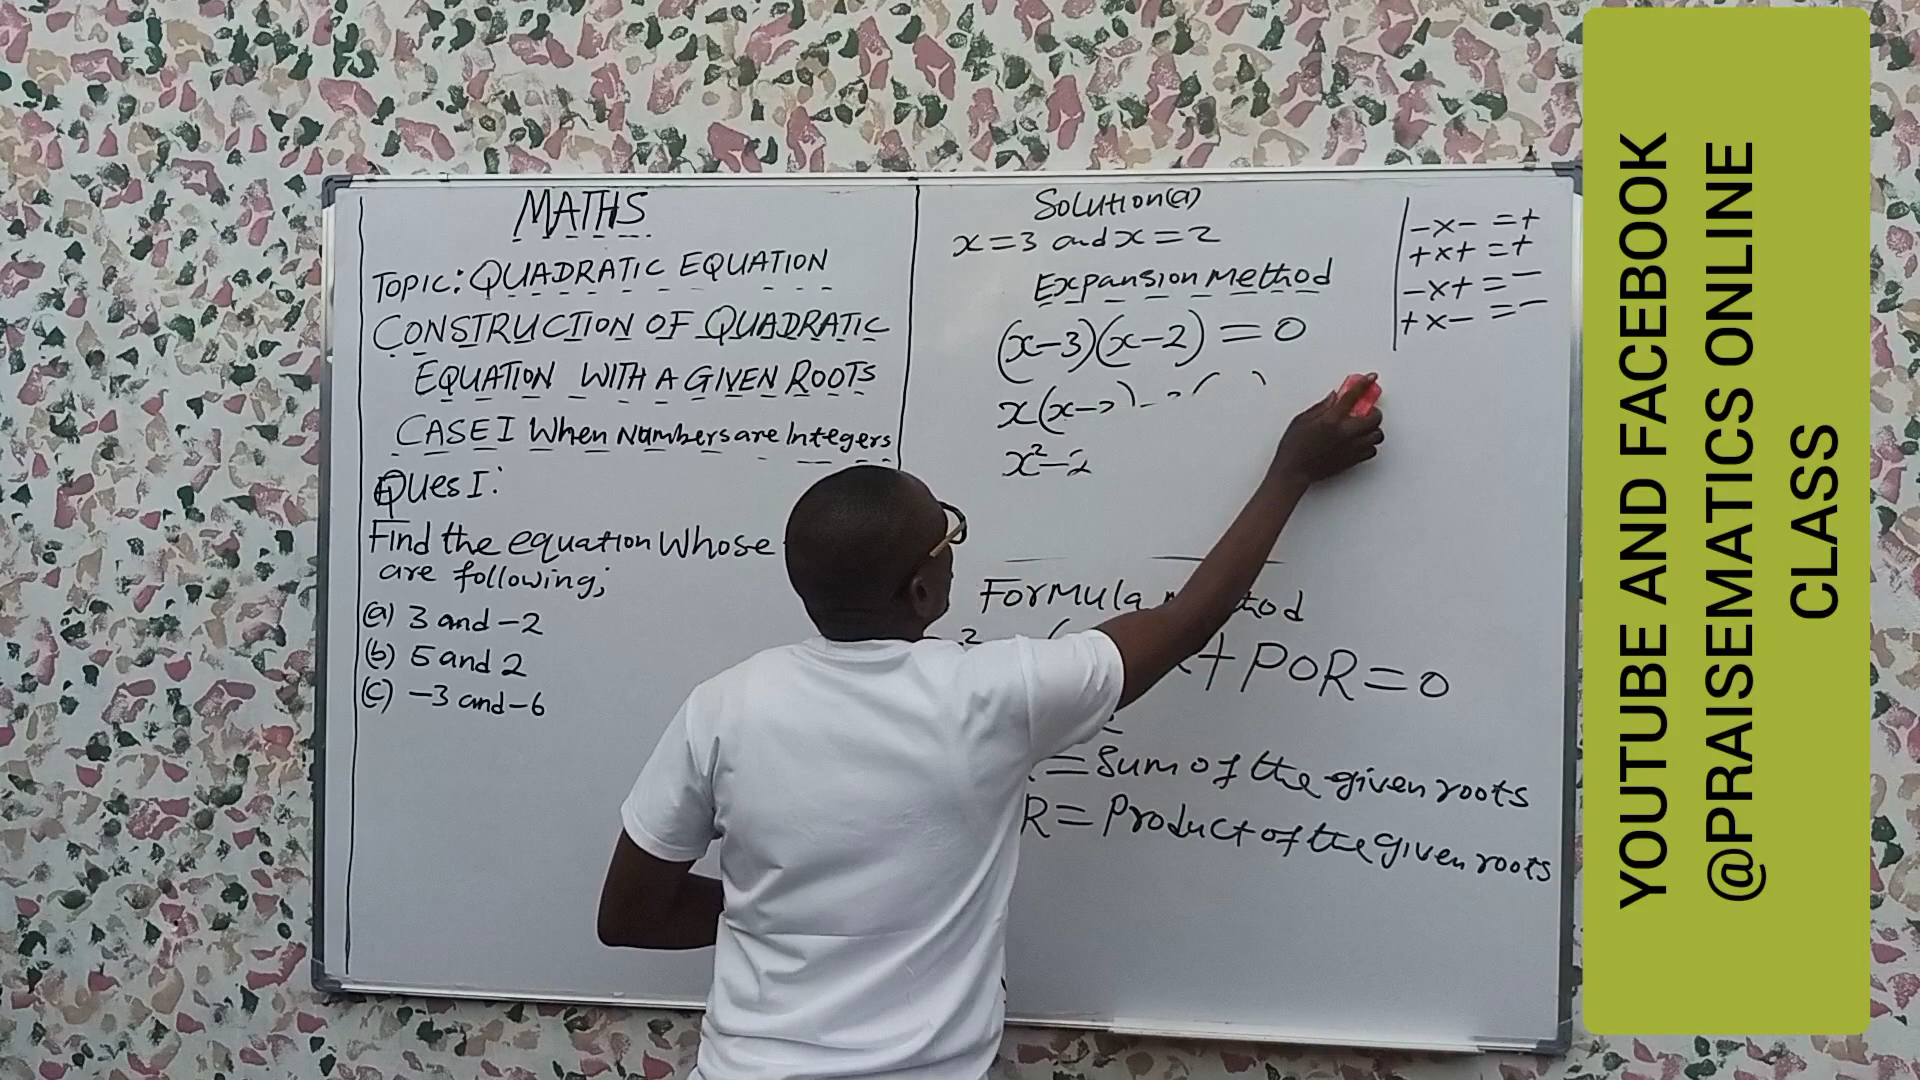 MATHS
TOPIC: QUADRATIC EQUATION
CONSTRUCTION OF QUADRATIC
EQUATION WITH A GIVEN ROOTS
CASE I When Numbers are Integers
Ques I:
Find the equation whose
are following;
(a) 3 and -2
(b) 5 and 2
(c) -3 and -6
Solution(a)
x=3 and x=2
Expansion Method
(x-3)(x-2)=0
x(x-
x²-2
Formula
+POR=0
=Sum of the given roots
R=Product of the given roots
-x- =+
+x+ =+
-x+ =-
+x- =-
YOUTUBE AND FACEBOOK
@PRAISEMATICS ONLINE
CLASS